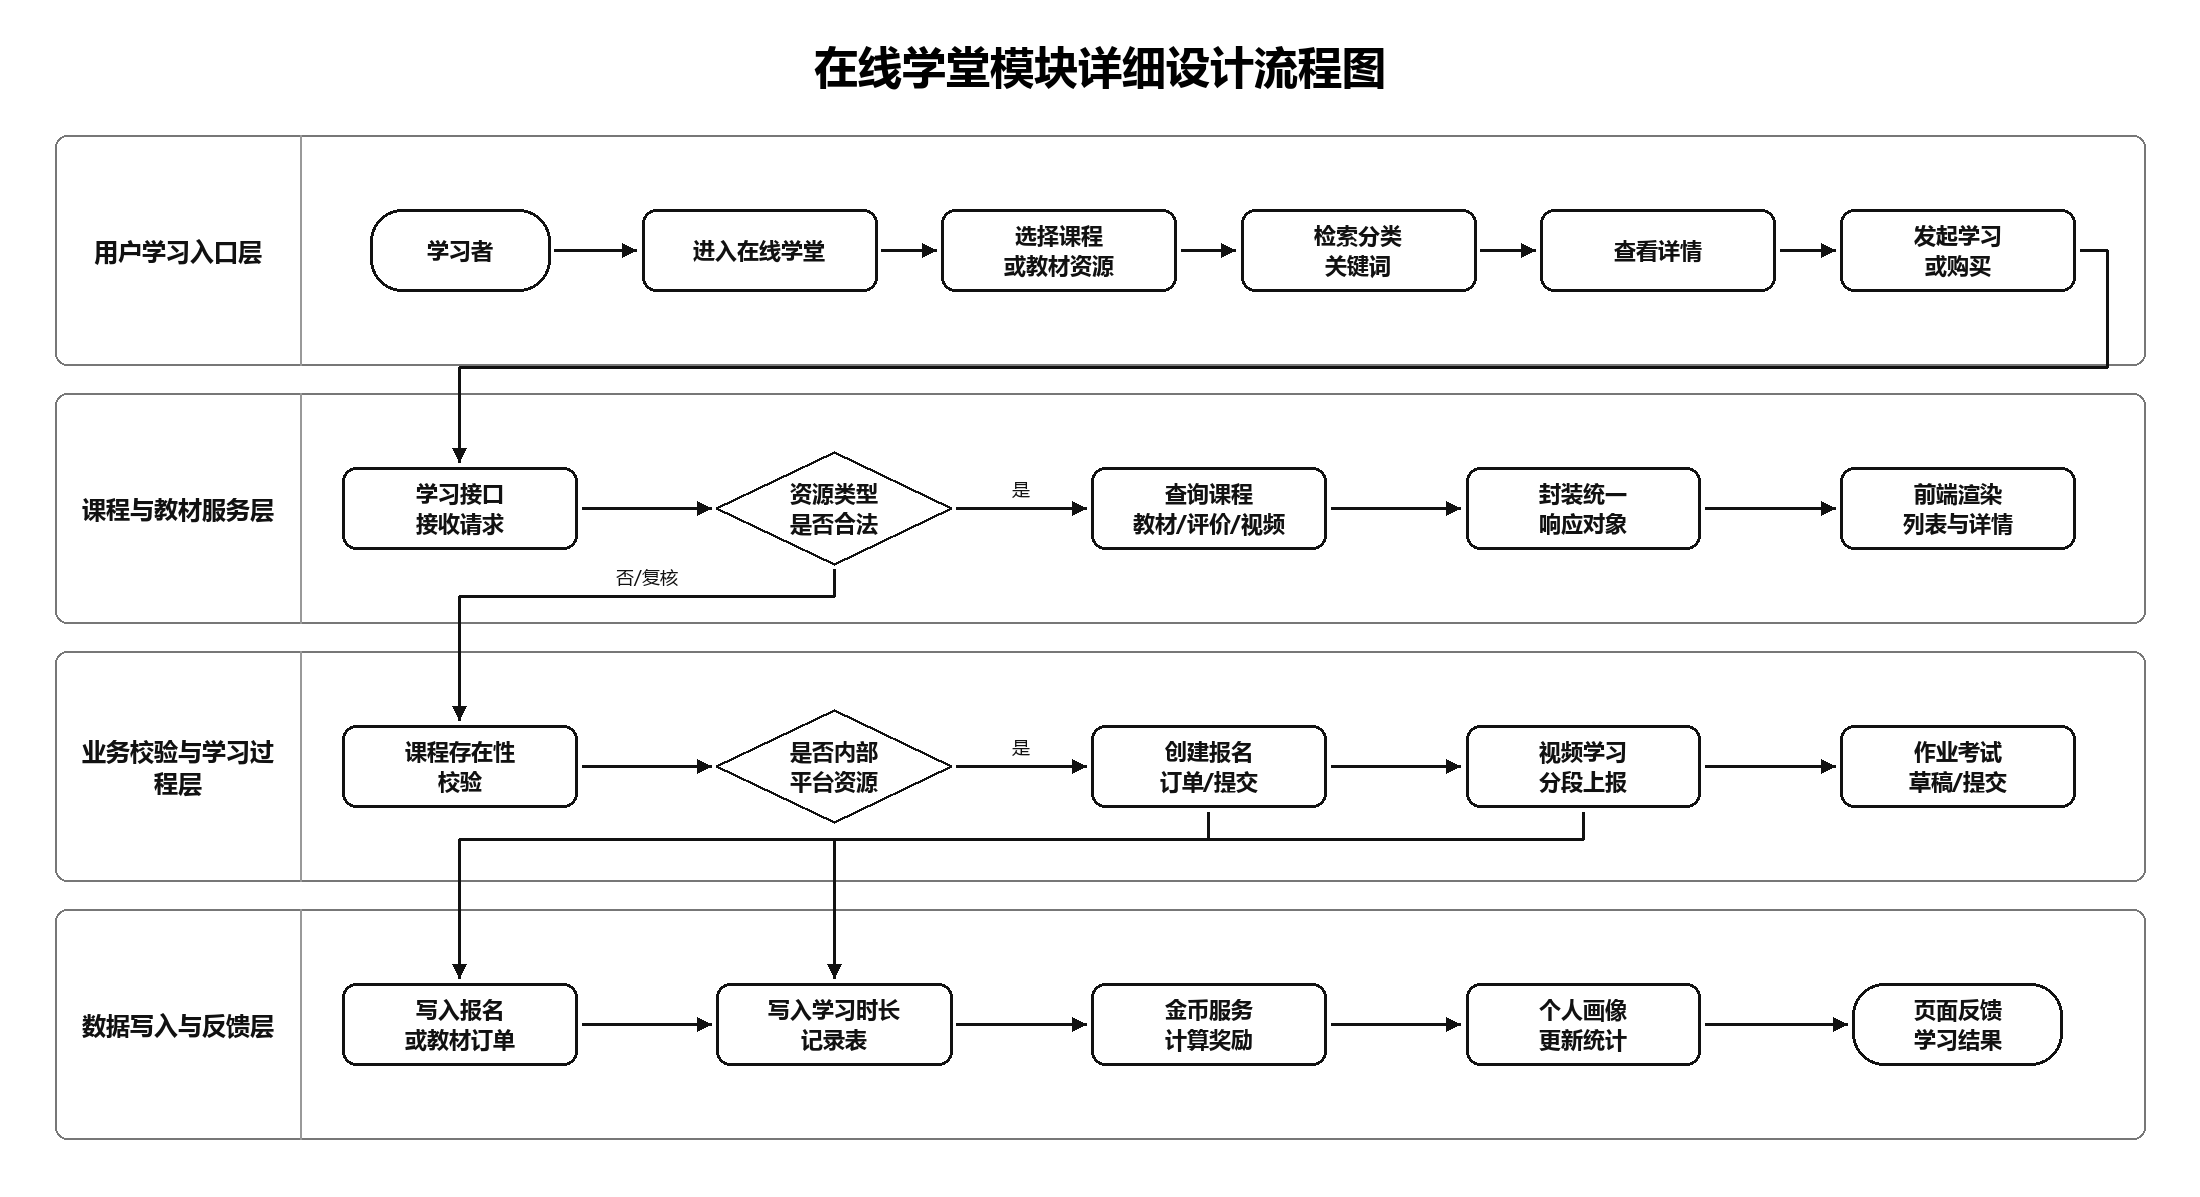 在线学堂模块详细设计流程图
用户学习入口层
学习者
进入在线学堂
选择课程
或教材资源
检索分类
关键词
查看详情
发起学习
或购买
课程与教材服务层
学习接口
接收请求
资源类型
是否合法
是
查询课程
教材/评价/视频
封装统一
响应对象
前端渲染
列表与详情
否/复核
业务校验与学习过
程层
课程存在性
校验
是否内部
平台资源
是
创建报名
订单/提交
视频学习
分段上报
作业考试
草稿/提交
数据写入与反馈层
写入报名
或教材订单
写入学习时长
记录表
金币服务
计算奖励
个人画像
更新统计
页面反馈
学习结果